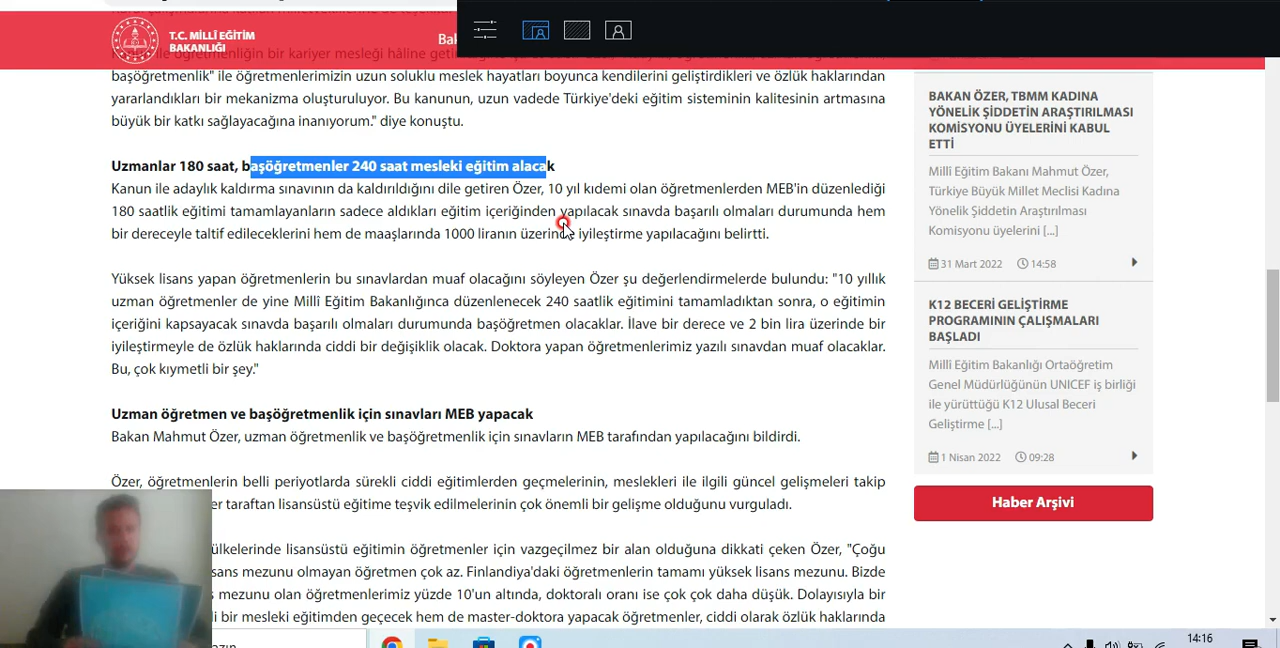 T.C. MİLLÎ EĞİTİM
BAKANLIĞI
Bak
başöğretmenlik" ile öğretmenlerimizin uzun soluklu meslek hayatları boyunca kendilerini geliştirdikleri ve özlük haklarından
yararlandıkları bir mekanizma oluşturuluyor. Bu kanunun, uzun vadede Türkiye'deki eğitim sisteminin kalitesinin artmasına
büyük bir katkı sağlayacağına inanıyorum." diye konuştu.
Uzmanlar 180 saat, başöğretmenler 240 saat mesleki eğitim alacak
Kanun ile adaylık kaldırma sınavının da kaldırıldığını dile getiren Özer, 10 yıl kıdemi olan öğretmenlerden MEB'in düzenlediği
180 saatlik eğitimi tamamlayanların sadece aldıkları eğitim içeriğinden yapılacak sınavda başarılı olmaları durumunda hem
bir dereceyle taltif edileceklerini hem de maaşlarında 1000 liranın üzerinde iyileştirme yapılacağını belirtti.
Yüksek lisans yapan öğretmenlerin bu sınavlardan muaf olacağını söyleyen Özer şu değerlendirmelerde bulundu: "10 yıllık
uzman öğretmenler de yine Millî Eğitim Bakanlığınca düzenlenecek 240 saatlik eğitimini tamamladıktan sonra, o eğitimin
içeriğini kapsayacak sınavda başarılı olmaları durumunda başöğretmen olacaklar. İlave bir derece ve 2 bin lira üzerinde bir
iyileştirmeyle de özlük haklarında ciddi bir değişiklik olacak. Doktora yapan öğretmenlerimiz yazılı sınavdan muaf olacaklar.
Bu, çok kıymetli bir şey."
Uzman öğretmen ve başöğretmenlik için sınavları MEB yapacak
Bakan Mahmut Özer, uzman öğretmenlik ve başöğretmenlik için sınavların MEB tarafından yapılacağını bildirdi.
Özer, öğretmenlerin belli periyotlarda sürekli ciddi eğitimlerden geçmelerinin, meslekleri ile ilgili güncel gelişmeleri takip
er taraftan lisansüstü eğitime teşvik edilmelerinin çok önemli bir gelişme olduğunu vurguladı.
ülkelerinde lisansüstü eğitimin öğretmenler için vazgeçilmez bir alan olduğuna dikkati çeken Özer, "Çoğu
sans mezunu olmayan öğretmen çok az. Finlandiya'daki öğretmenlerin tamamı yüksek lisans mezunu. Bizde
mezunu olan öğretmenlerimiz yüzde 10'un altında, doktoralı oranı ise çok çok daha düşük. Dolayısıyla bir
li bir mesleki eğitimden geçecek hem de master-doktora yapacak öğretmenler, ciddi olarak özlük haklarında
BAKAN ÖZER, TBMM KADINA
YÖNELİK ŞİDDETİN ARAŞTIRILMASI
KOMİSYONU ÜYELERİNİ KABUL
ETTİ
Millî Eğitim Bakanı Mahmut Özer,
Türkiye Büyük Millet Meclisi Kadına
Yönelik Şiddetin Araştırılması
Komisyonu üyelerini [...]
31 Mart 2022 14:58
K12 BECERİ GELİŞTİRME
PROGRAMININ ÇALIŞMALARI
BAŞLADI
Millî Eğitim Bakanlığı Ortaöğretim
Genel Müdürlüğünün UNICEF iş birliği
ile yürüttüğü K12 Ulusal Beceri
Geliştirme [...]
1 Nisan 2022 09:28
Haber Arşivi
14:16